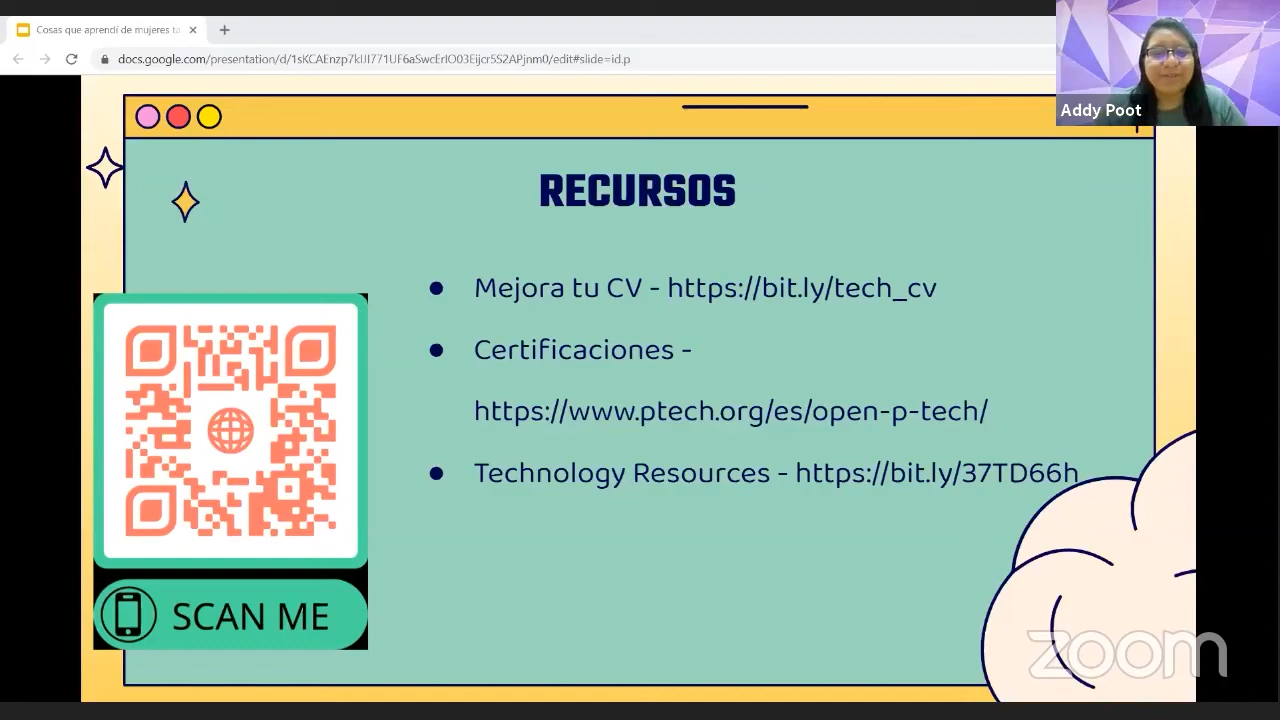 Cosas que aprendí de mujeres ta
docs.google.com/presentation/d/1sKCAEnzp7kIJI771UF6aSwcErIO03Eijcr5S2APjnm0/edit#slide=id.p
Addy Poot
RECURSOS
● Mejora tu CV - https://bit.ly/tech_cv
● Certificaciones -
https://www.ptech.org/es/open-p-tech/
● Technology Resources - https://bit.ly/37TD66h
SCAN ME
zoom